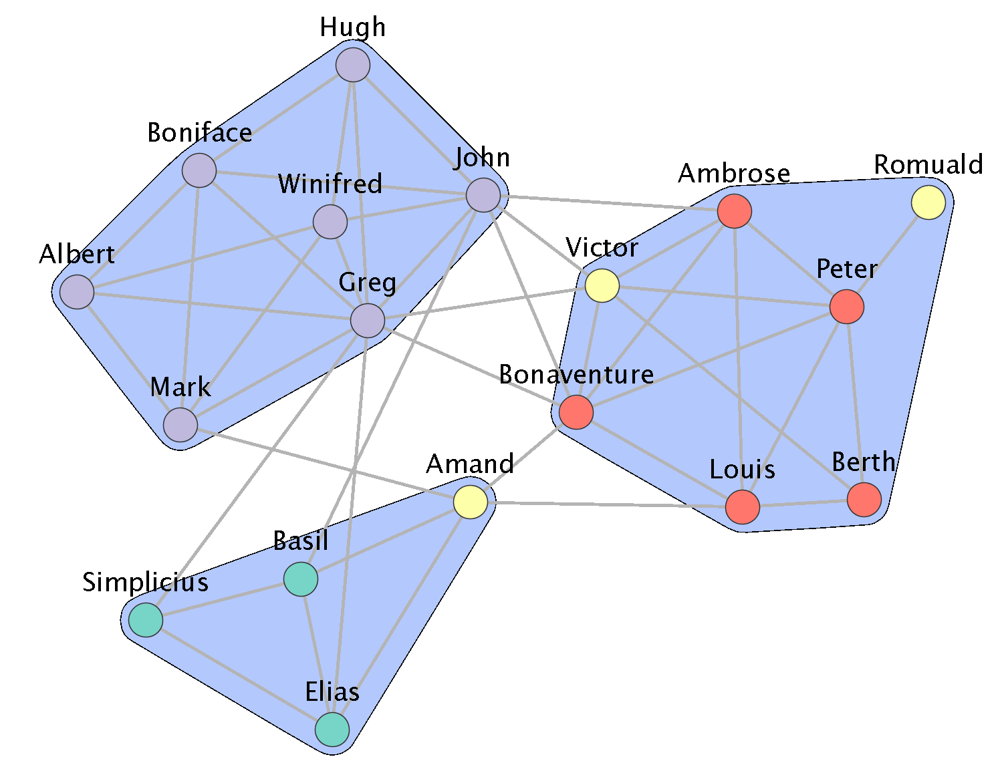 Hugh
Boniface
John
Winifred
Ambrose
Romuald
Albert
Victor
Greg
Peter
Mark
Bonaventure
Amand
Louis
Berth
Basil
Simplicius
Elias